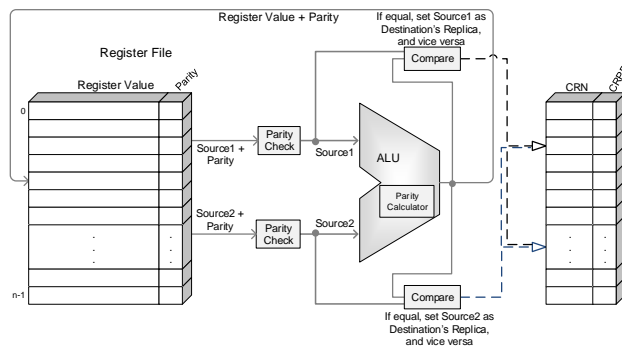 Register Value + Parity
If equal, set Source1 as
Destination's Replica,
and vice versa
Register File
Compare
Register Value
Parity
CRN
0
Source1 +
Parity
Parity
Check
Source1
ALU
Parity
Calculator
Source2 +
Parity
Parity
Check
Source2
n-1
Compare
If equal, set Source2 as
Destination's Replica,
and vice versa